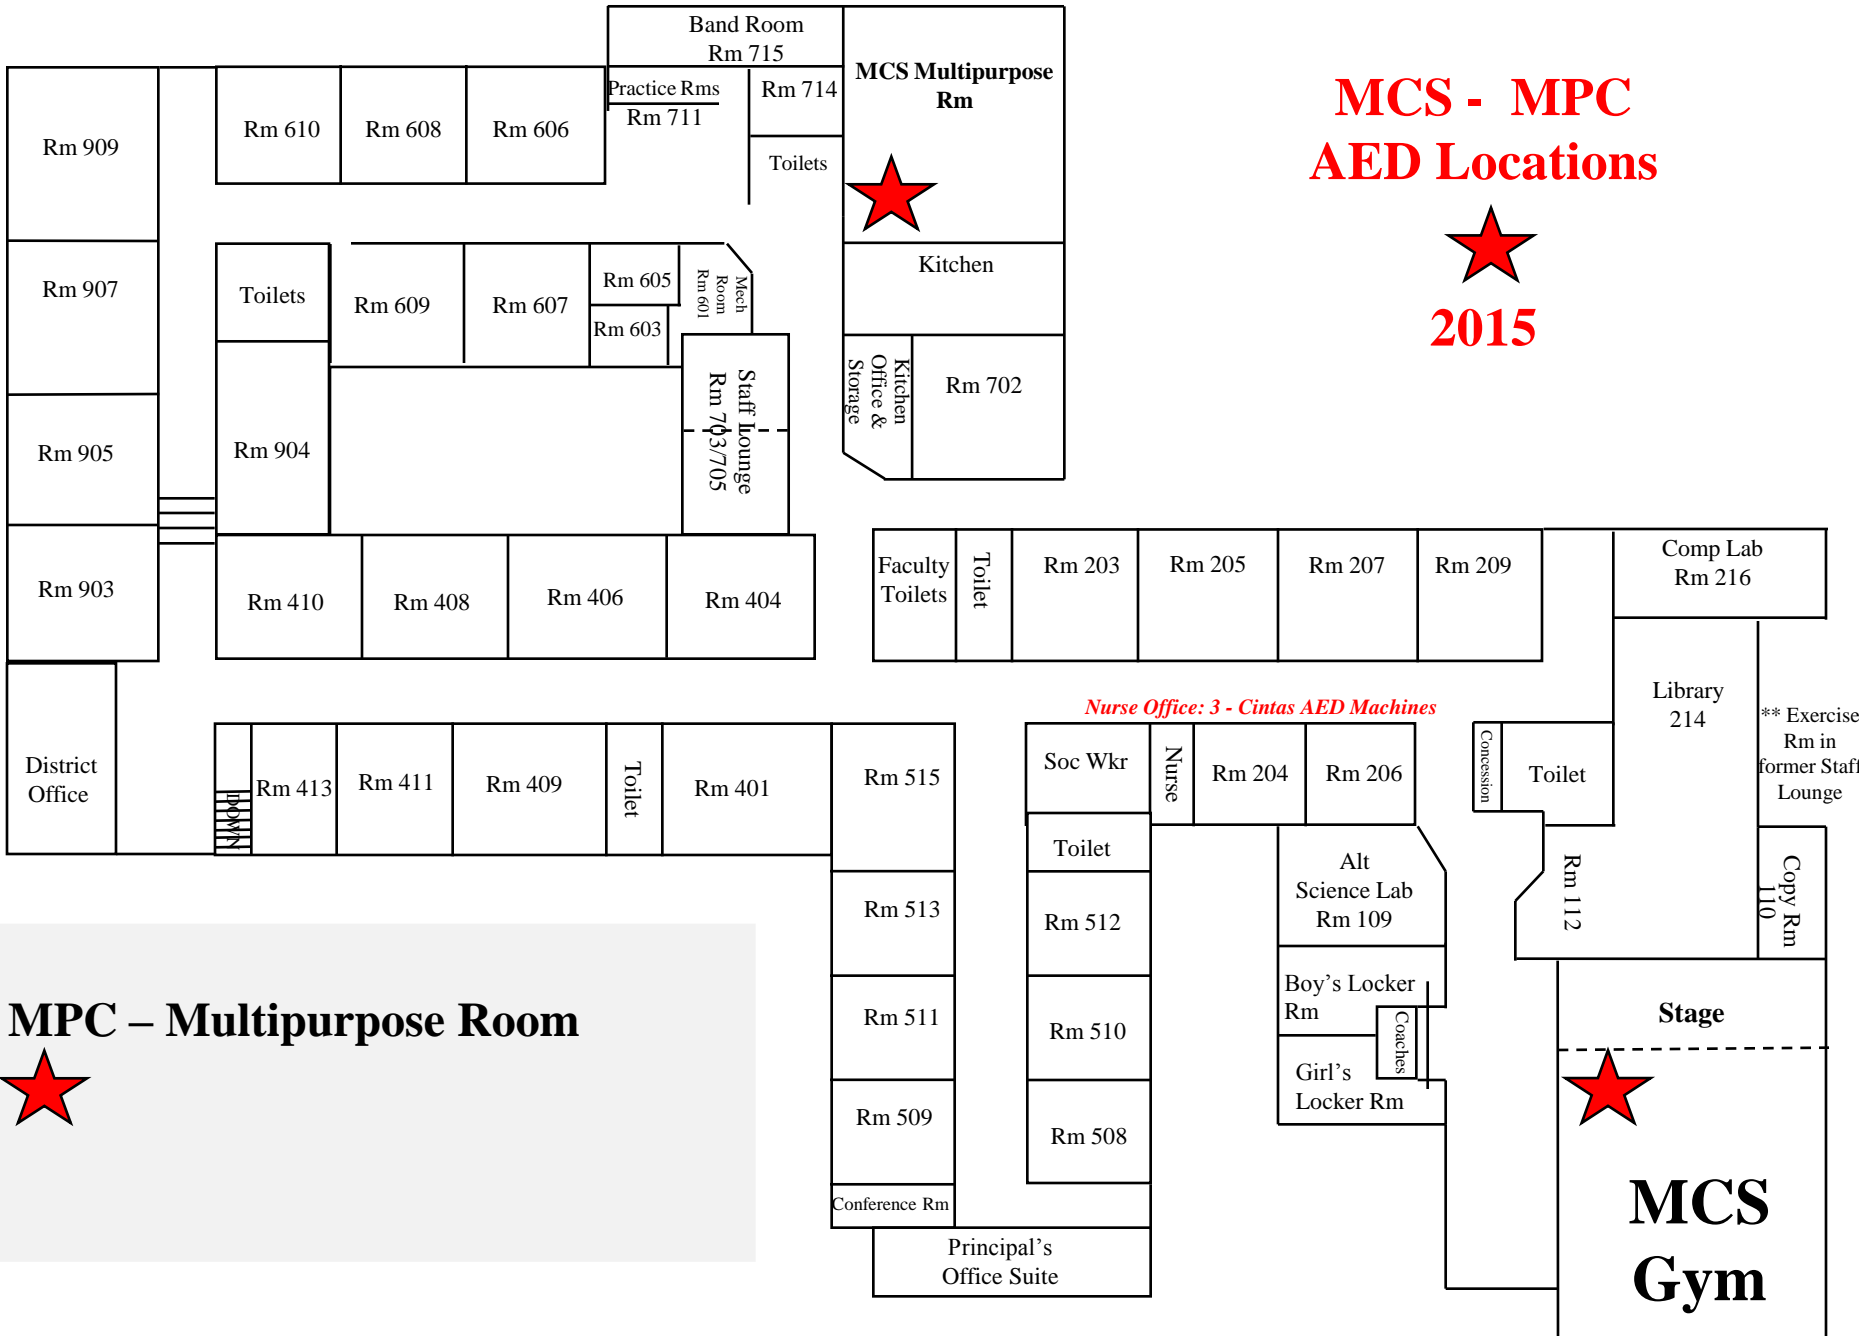 Band Room
Rm 715
MCS Multipurpose
Rm
MCS - MPC
AED Locations
2015
Practice Rms
Rm 711
Rm 714
Toilets
Rm 909
Rm 610
Rm 608
Rm 606
Rm 907
Toilets
Rm 609
Rm 607
Rm 605
Rm 603
Mech
Room
Rm 601
Kitchen
Kitchen
Office &
Storage
Rm 702
Staff Lounge
Rm 703/705
Rm 905
Rm 904
Rm 903
Rm 410
Rm 408
Rm 406
Rm 404
Faculty
Toilets
Toilet
Rm 203
Rm 205
Rm 207
Rm 209
Comp Lab
Rm 216
Library
214
** Exercise
Rm in
former Staff
Lounge
Nurse Office: 3 - Cintas AED Machines
District
Office
DOWN
Rm 413
Rm 411
Rm 409
Toilet
Rm 401
Rm 515
Soc Wkr
Nurse
Rm 204
Rm 206
Concession
Toilet
Toilet
Alt
Science Lab
Rm 109
Rm 112
Copy Rm
110
Rm 513
Rm 512
Boy's Locker
Rm
Coaches
Stage
MPC – Multipurpose Room
Rm 511
Rm 510
Girl's
Locker Rm
Rm 509
Rm 508
MCS
Gym
Conference Rm
Principal's
Office Suite